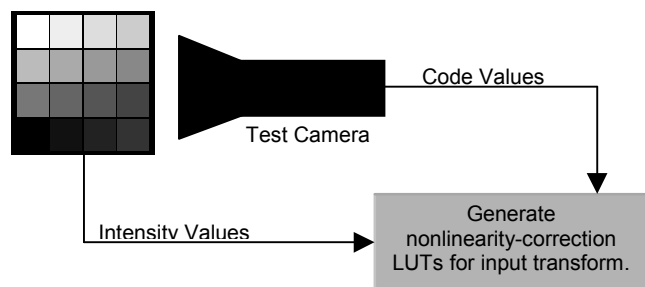 Code Values
Test Camera
Intensity Values
Generate
nonlinearity-correction
LUTs for input transform.